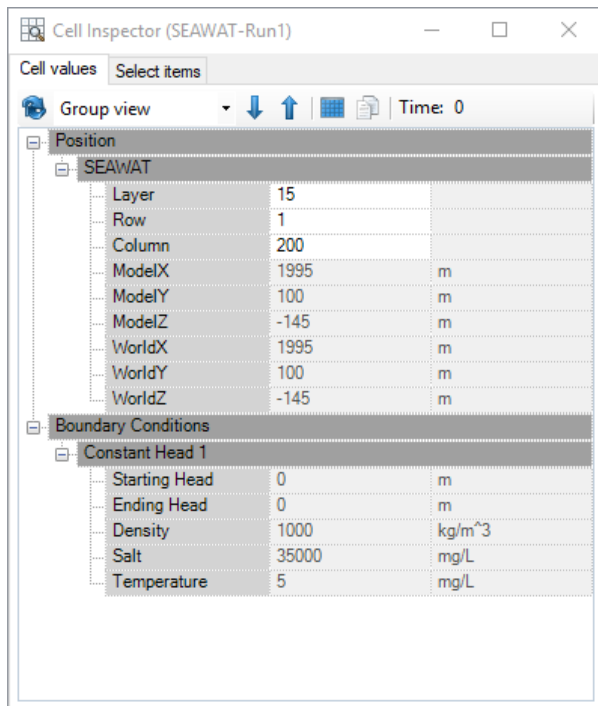 Cell Inspector (SEAWAT-Run1)
Cell values Select items
Group view Time: 0
Position
SEAWAT
Layer 15
Row 1
Column 200
ModelX 1995 m
ModelY 100 m
ModelZ -145 m
WorldX 1995 m
WorldY 100 m
WorldZ -145 m
Boundary Conditions
Constant Head 1
Starting Head 0 m
Ending Head 0 m
Density 1000 kg/m^3
Salt 35000 mg/L
Temperature 5 mg/L